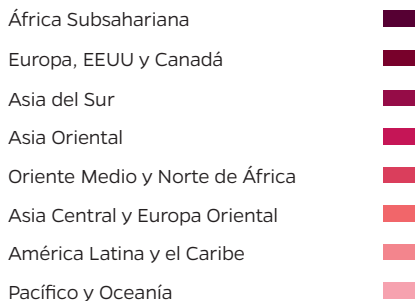 África Subsahariana
Europa, EEUU y Canadá
Asia del Sur
Asia Oriental
Oriente Medio y Norte de África
Asia Central y Europa Oriental
América Latina y el Caribe
Pacífico y Oceanía